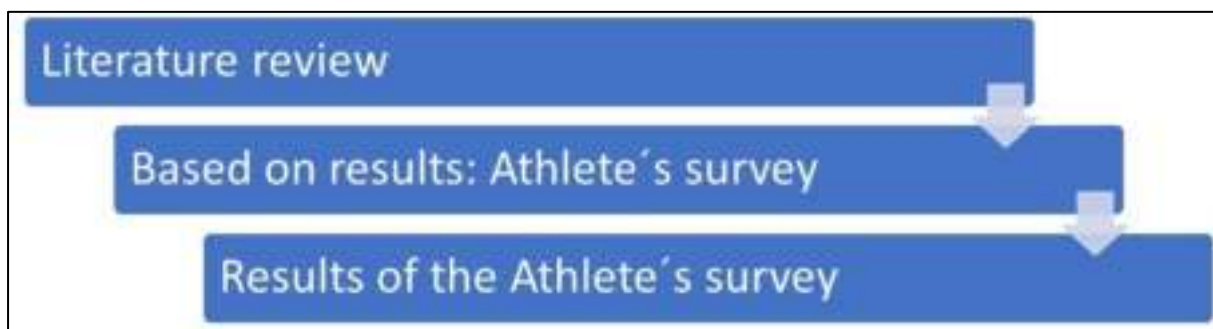 Literature review
Based on results: Athlete´s survey
Results of the Athlete´s survey